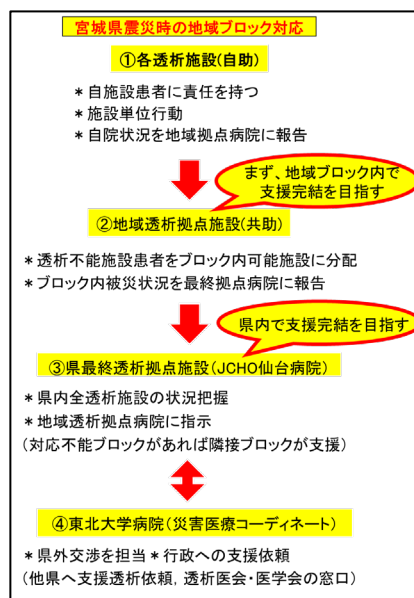 宮城県震災時の地域ブロック対応
①各透析施設(自助)
＊自施設患者に責任を持つ
＊施設単位行動
＊自院状況を地域拠点病院に報告
まず、地域ブロック内で
支援完結を目指す
②地域透析拠点施設(共助)
＊透析不能施設患者をブロック内可能施設に分配
＊ブロック内被災状況を最終拠点病院に報告
県内で支援完結を目指す
③県最終透析拠点施設(JCHO仙台病院)
＊県内全透析施設の状況把握
＊地域透析拠点病院に指示
(対応不能ブロックがあれば隣接ブロックが支援)
④東北大学病院(災害医療コーディネート)
＊県外交渉を担当＊行政への支援依頼
(他県へ支援透析依頼, 透析医会・医学会の窓口)